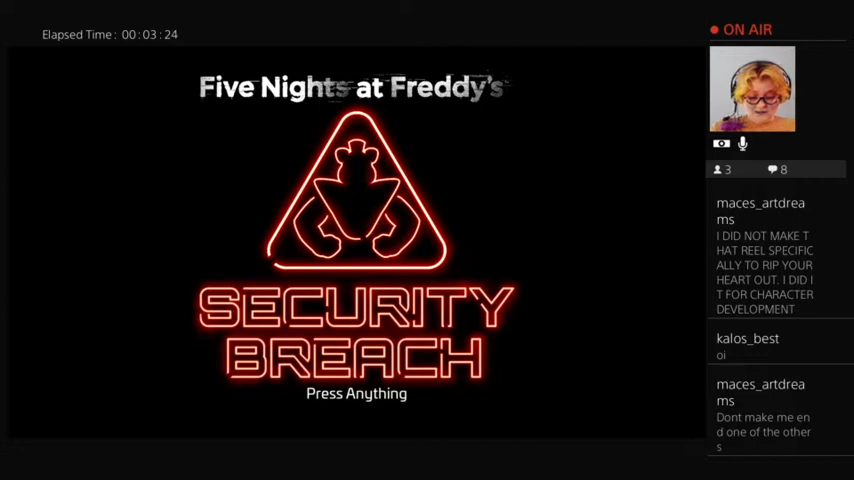 Elapsed Time: 00:03:24
ON AIR
Five Nights at Freddy's
SECURITY
BREACH
Press Anything
3
8
maces_artdrea
ms
I DID NOT MAKE T
HAT REEL SPECIFIC
ALLY TO RIP YOUR
HEART OUT. I DID I
T FOR CHARACTER
DEVELOPMENT
kalos_best
oi
maces_artdrea
ms
Dont make me en
d one of the other
s